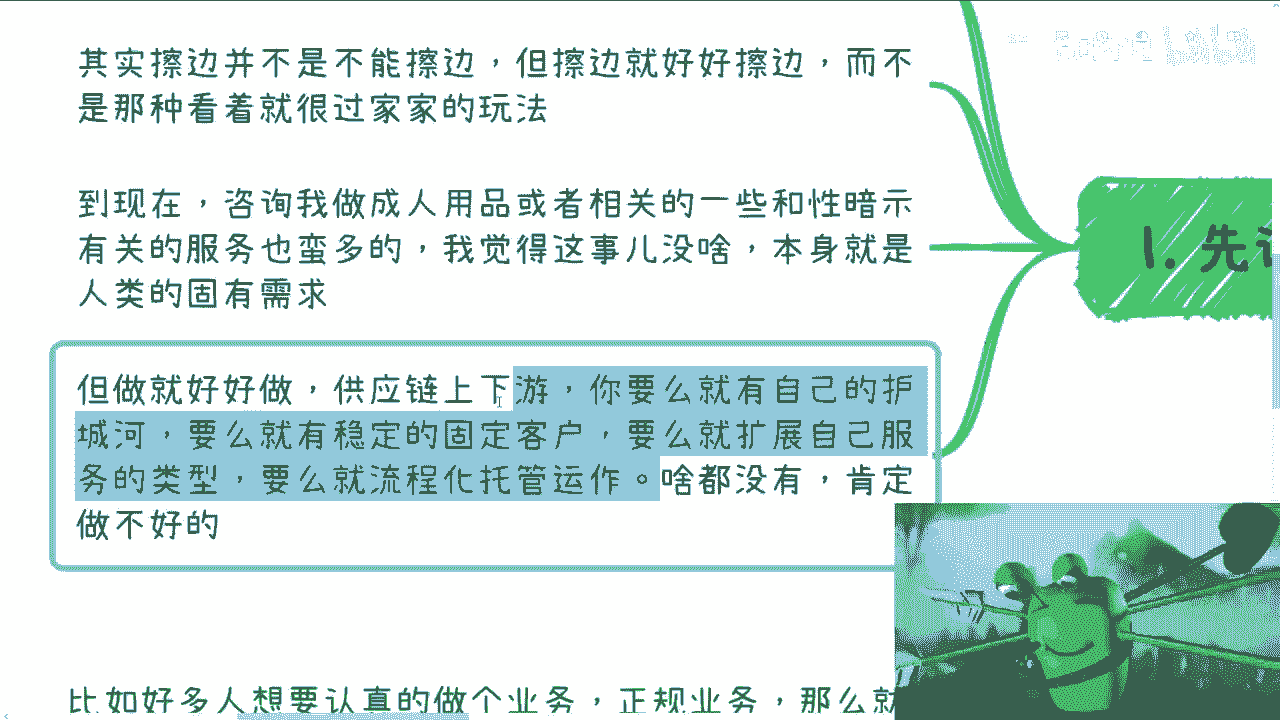 其实擦边并不是不能擦边，但擦边就好好擦边，而不
是那种看着就很过家家的玩法
到现在，咨询我做成人用品或者相关的一些和性暗示
有关的服务也蛮多的，我觉得这事儿没啥，本身就是
人类的固有需求
但做就好好做，供应链上下游，你要么就有自己的护
城河，要么就有稳定的固定客户，要么就扩展自己服
务的类型，要么就流程化托管运作。啥都没有，肯定
做不好的
比如好多人想要认真的做个业务，正规业务，那么就
1. 先